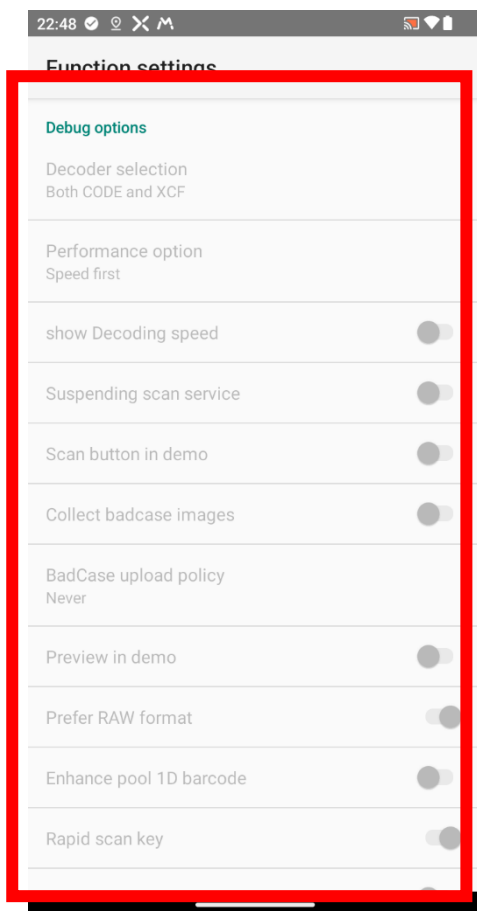 22:48
Function settings
Debug options
Decoder selection
Both CODE and XCF
Performance option
Speed first
show Decoding speed
Suspending scan service
Scan button in demo
Collect badcase images
BadCase upload policy
Never
Preview in demo
Prefer RAW format
Enhance pool 1D barcode
Rapid scan key